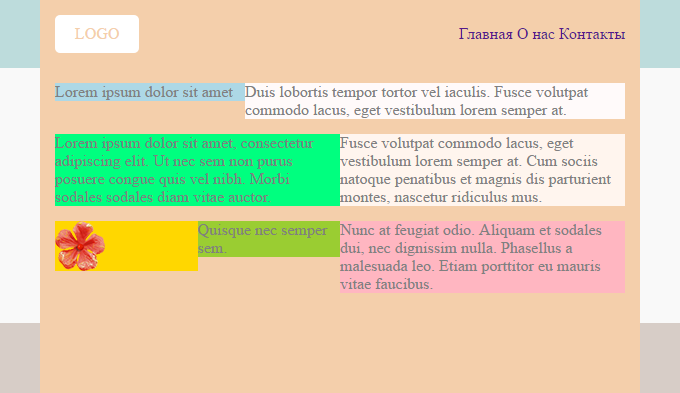 LOGO
Главная О нас Контакты
Lorem ipsum dolor sit amet
Duis lobortis tempor tortor vel iaculis. Fusce volutpat
commodo lacus, eget vestibulum lorem semper at.
Lorem ipsum dolor sit amet, consectetur
adipiscing elit. Ut nec sem non purus
posuere congue quis vel nibh. Morbi
sodales sodales diam vitae auctor.
Fusce volutpat commodo lacus, eget
vestibulum lorem semper at. Cum sociis
natoque penatibus et magnis dis parturient
montes, nascetur ridiculus mus.
Quisque nec semper
sem.
Nunc at feugiat odio. Aliquam et sodales
dui, nec dignissim nulla. Phasellus a
malesuada leo. Etiam porttitor eu mauris
vitae faucibus.